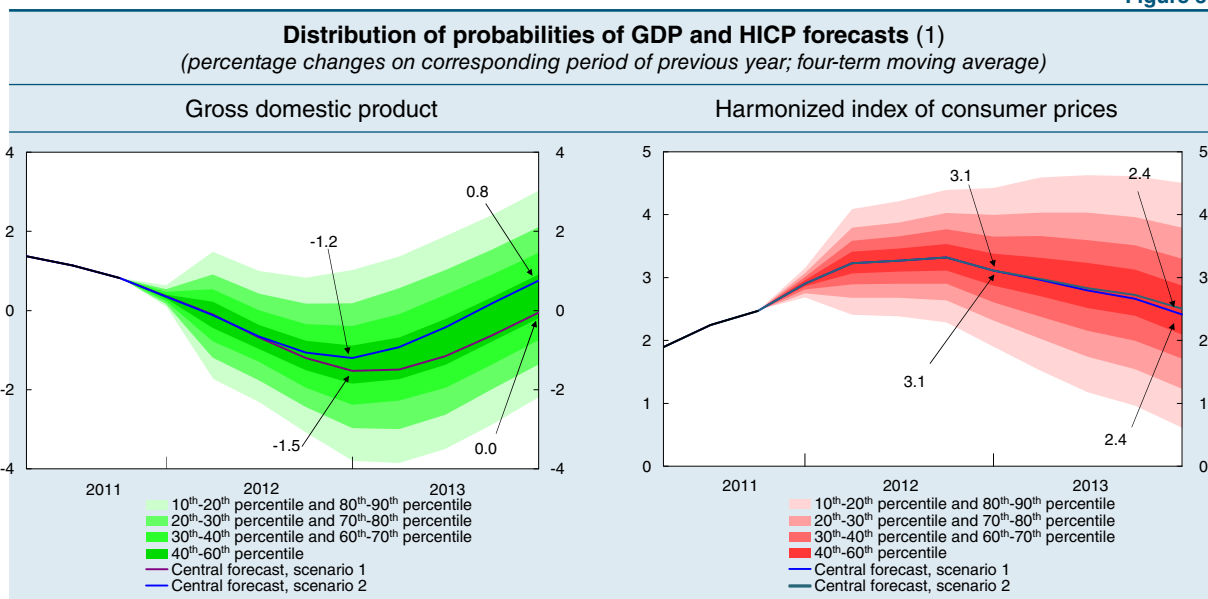 Distribution of probabilities of GDP and HICP forecasts (1)
(percentage changes on corresponding period of previous year; four-term moving average)
Gross domestic product
4
2
0
-2
-4
4
2
0
-2
-4
0.8
-1.2
-1.5
0.0
2011 2012 2013
10th-20th percentile and 80th-90th percentile
20th-30th percentile and 70th-80th percentile
30th-40th percentile and 60th-70th percentile
40th-60th percentile
Central forecast, scenario 1
Central forecast, scenario 2
Harmonized index of consumer prices
5
4
3
2
1
0
5
4
3
2
1
0
3.1
2.4
3.1
2.4
2011 2012 2013
10th-20th percentile and 80th-90th percentile
20th-30th percentile and 70th-80th percentile
30th-40th percentile and 60th-70th percentile
40th-60th percentile
Central forecast, scenario 1
Central forecast, scenario 2